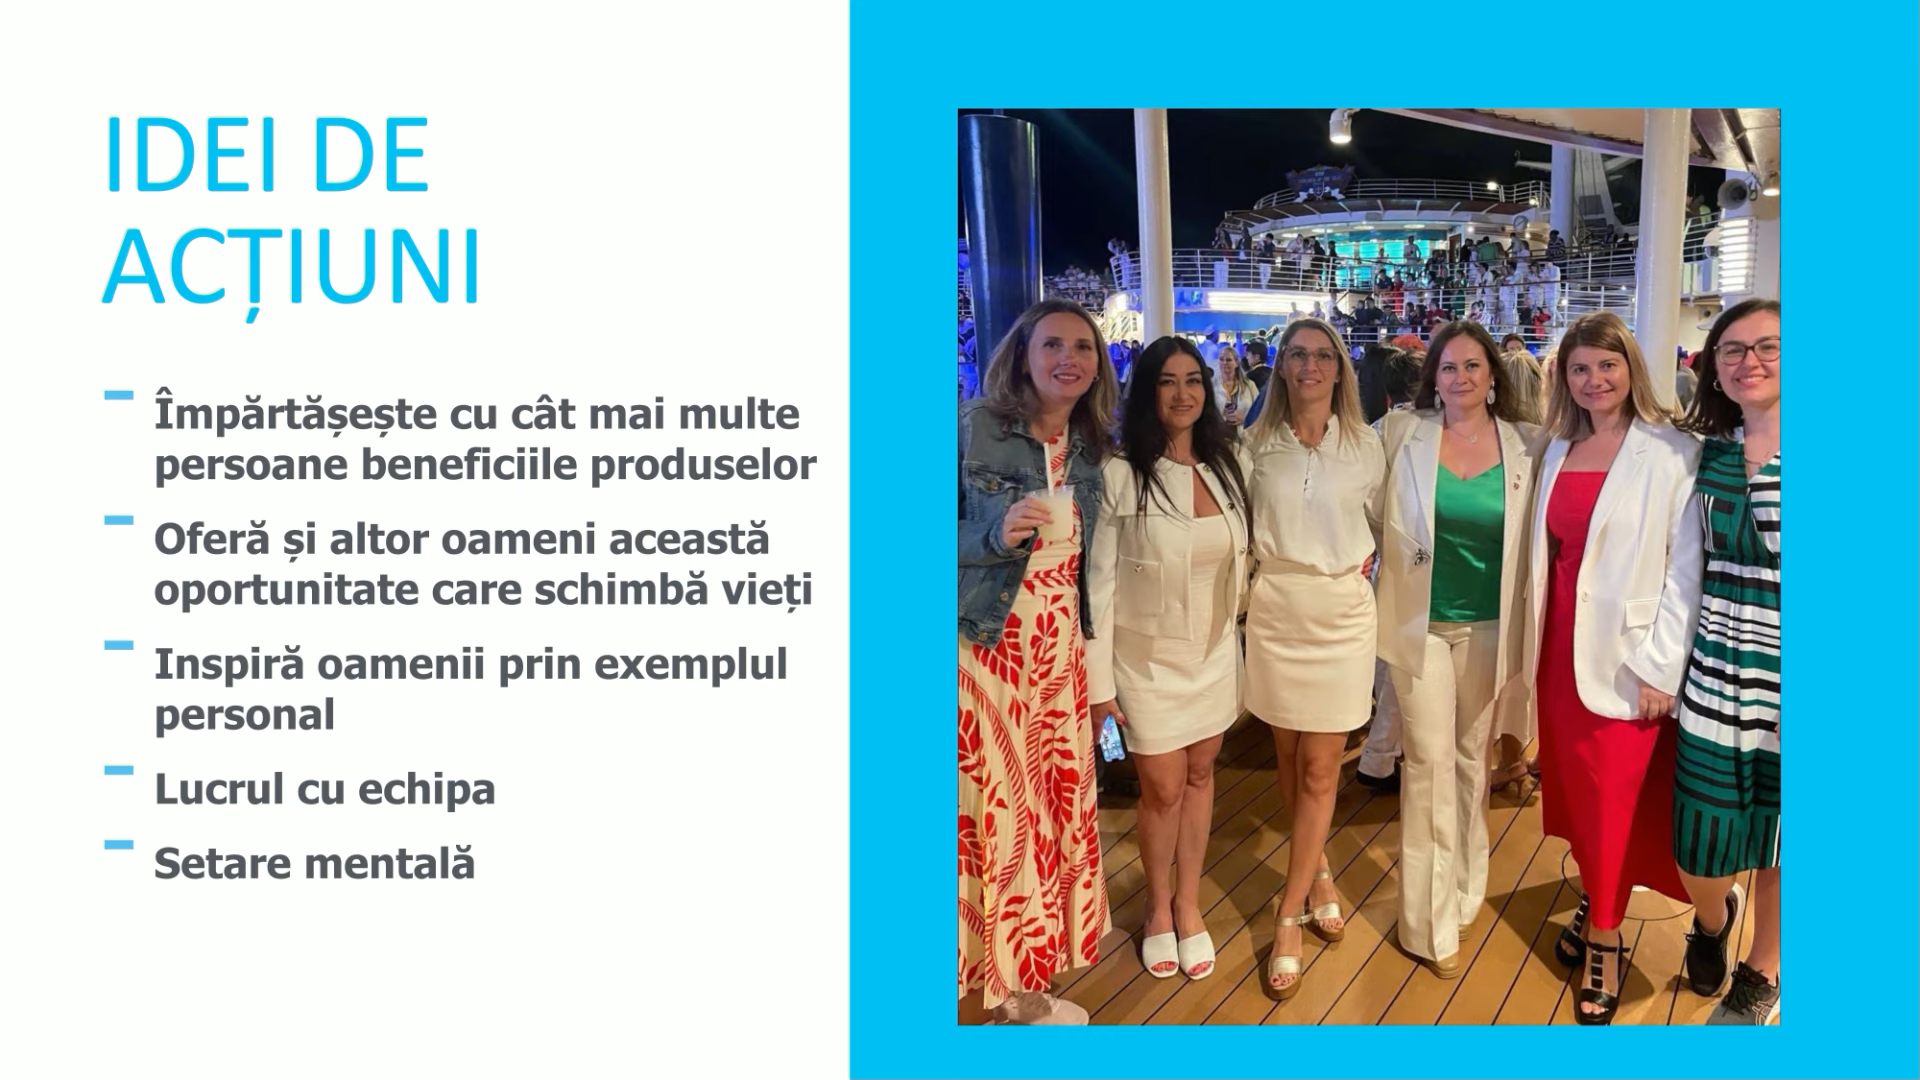 IDEI DE
ACȚIUNI
Împărtășește cu cât mai multe
persoane beneficiile produselor
Oferă și altor oameni această
oportunitate care schimbă vieți
Inspiră oamenii prin exemplul
personal
Lucrul cu echipa
Setare mentală